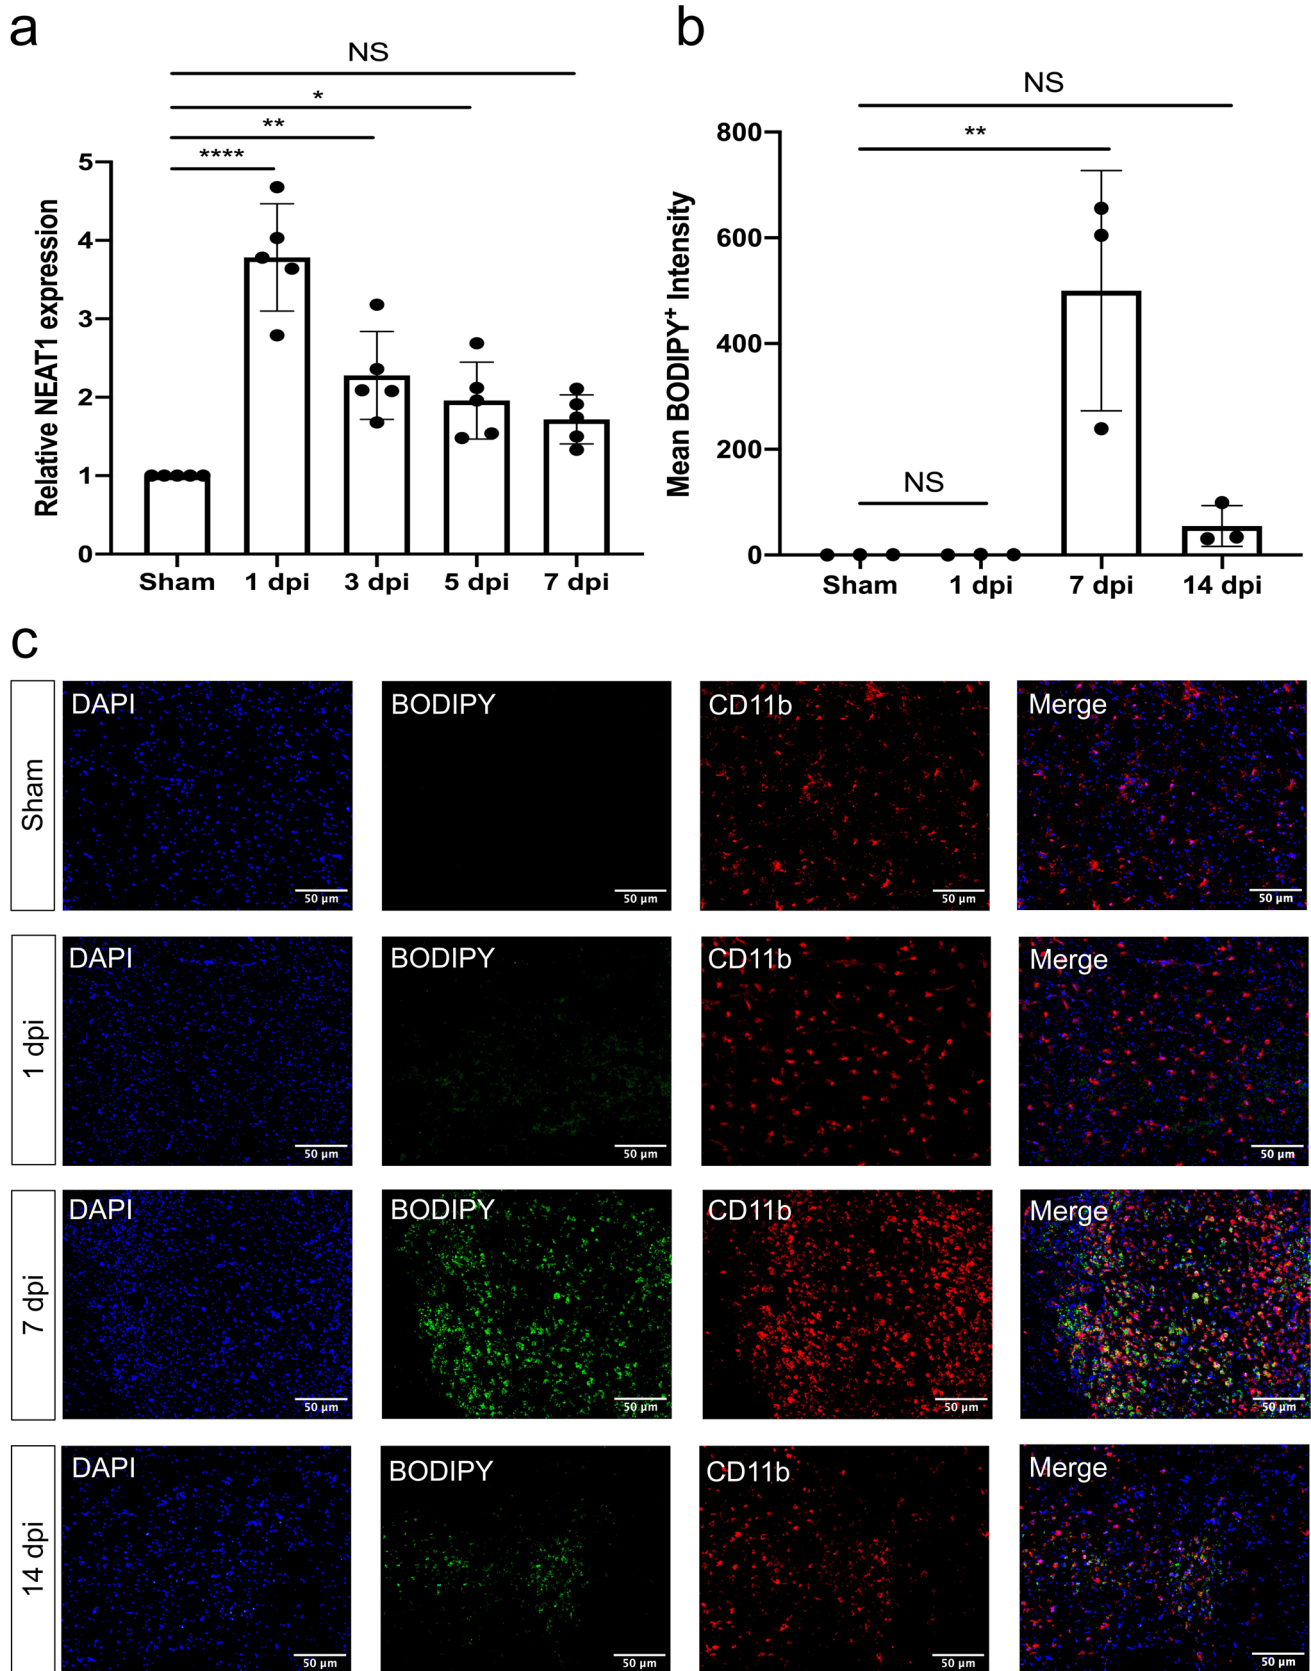 a
NS
*
**
****
Relative NEAT1 expression
5
4
3
2
1
0
Sham 1 dpi 3 dpi 5 dpi 7 dpi
b
NS
**
NS
Mean BODIPY⁺ Intensity
800
600
400
200
0
Sham 1 dpi 7 dpi 14 dpi
c
Sham
DAPI BODIPY CD11b Merge
50 µm 50 µm 50 µm 50 µm
1 dpi
DAPI BODIPY CD11b Merge
50 µm 50 µm 50 µm 50 µm
7 dpi
DAPI BODIPY CD11b Merge
50 µm 50 µm 50 µm 50 µm
14 dpi
DAPI BODIPY CD11b Merge
50 µm 50 µm 50 µm 50 µm